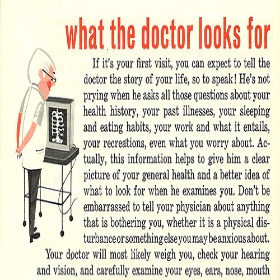 what the doctor looks for
If it's your first visit, you can expect to tell the
doctor the story of your life, so to speak! He's not
prying when he asks all those questions about your
health history, your past illnesses, your sleeping
and eating habits, your work and what it entails,
your recreations, even what you worry about. Ac-
tually, this information helps to give him a clear
picture of your general health and a better idea of
what to look for when he examines you. Don't be
embarrassed to tell your physician about anything
that is bothering you, whether it is a physical dis-
turbance or something else you may be anxious about.
Your doctor will most likely weigh you, check your hearing
and vision, and carefully examine your eyes, ears, nose, mouth